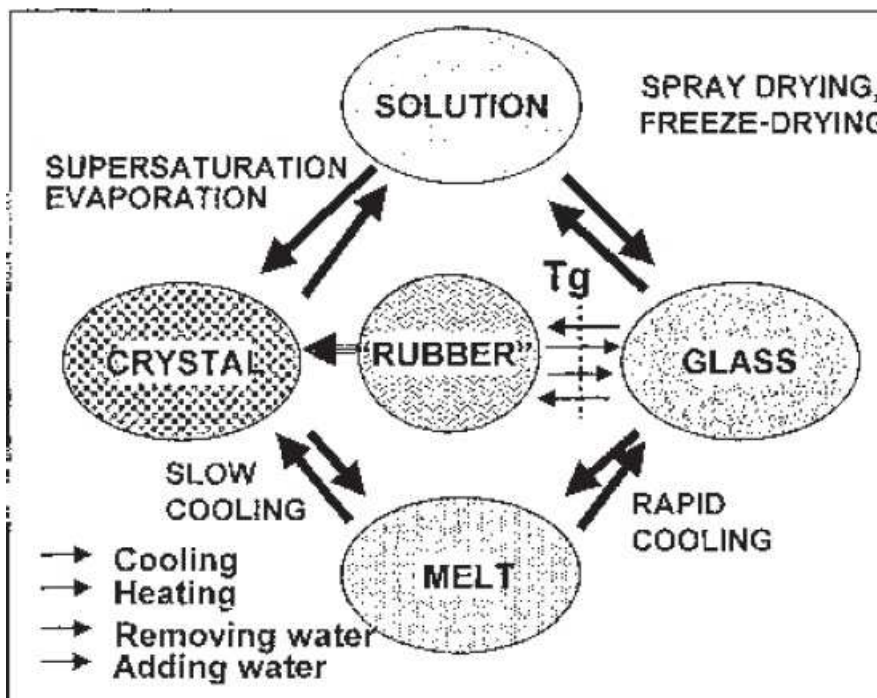 SOLUTION
SPRAY DRYING,
FREEZE-DRYING
SUPERSATURATION
EVAPORATION
Tg
CRYSTAL
"RUBBER"
GLASS
SLOW
COOLING
RAPID
COOLING
MELT
Cooling
Heating
Removing water
Adding water